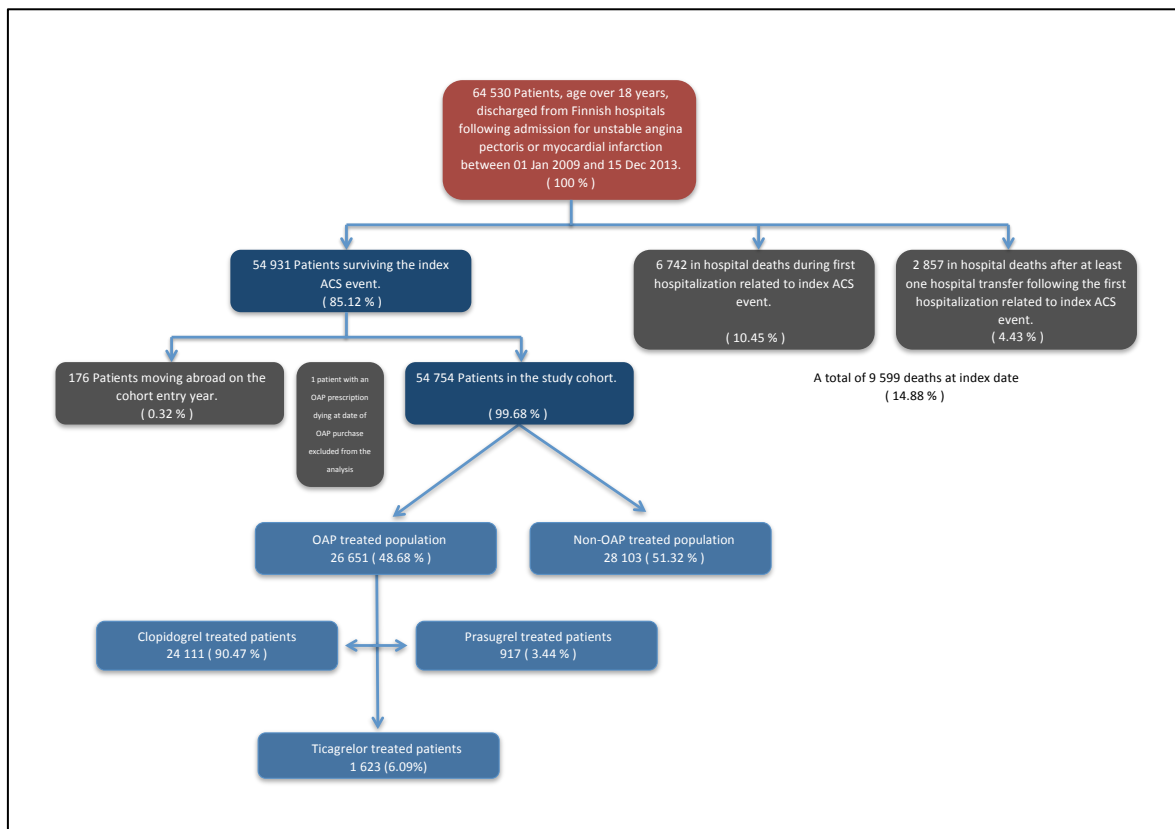 64 530 Patients, age over 18 years,
discharged from Finnish hospitals
following admission for unstable angina
pectoris or myocardial infarction
between 01 Jan 2009 and 15 Dec 2013.
( 100 % )
54 931 Patients surviving the index
ACS event.
( 85.12 % )
6 742 in hospital deaths during first
hospitalization related to index ACS
event.
( 10.45 % )
2 857 in hospital deaths after at least
one hospital transfer following the first
hospitalization related to index ACS
event.
( 4.43 % )
176 Patients moving abroad on the
cohort entry year.
( 0.32 % )
1 patient with an
OAP prescription
dying at date of
OAP purchase
excluded from the
analysis
54 754 Patients in the study cohort.
( 99.68 % )
A total of 9 599 deaths at index date
( 14.88 % )
OAP treated population
26 651 ( 48.68 % )
Non-OAP treated population
28 103 ( 51.32 % )
Clopidogrel treated patients
24 111 ( 90.47 % )
Prasugrel treated patients
917 ( 3.44 % )
Ticagrelor treated patients
1 623 (6.09%)